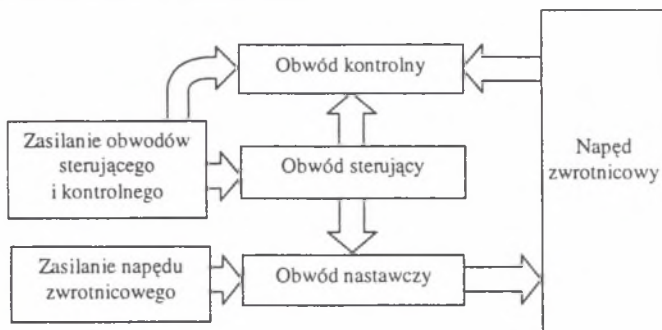 Obwód kontrolny
Zasilanie obwodów
sterującego
i kontrolnego
Obwód sterujący
Napęd
zwrotnicowy
Zasilanie napędu
zwrotnicowego
Obwód nastawczy